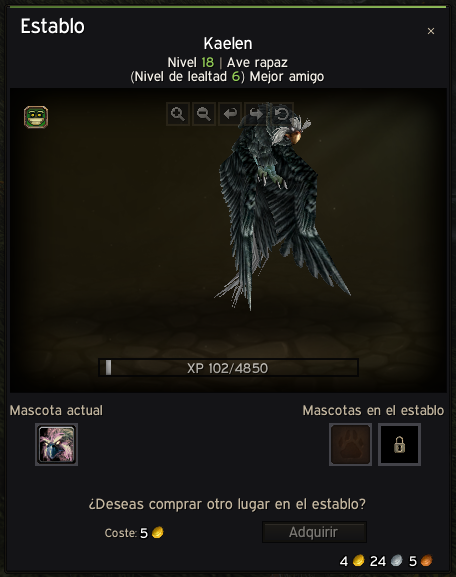 Establo
Kaelen
Nivel 18 | Ave rapaz
(Nivel de lealtad 6) Mejor amigo
XP 102/4850
Mascota actual
Mascotas en el establo
¿Deseas comprar otro lugar en el establo?
Coste: 5
Adquirir
4 24 5